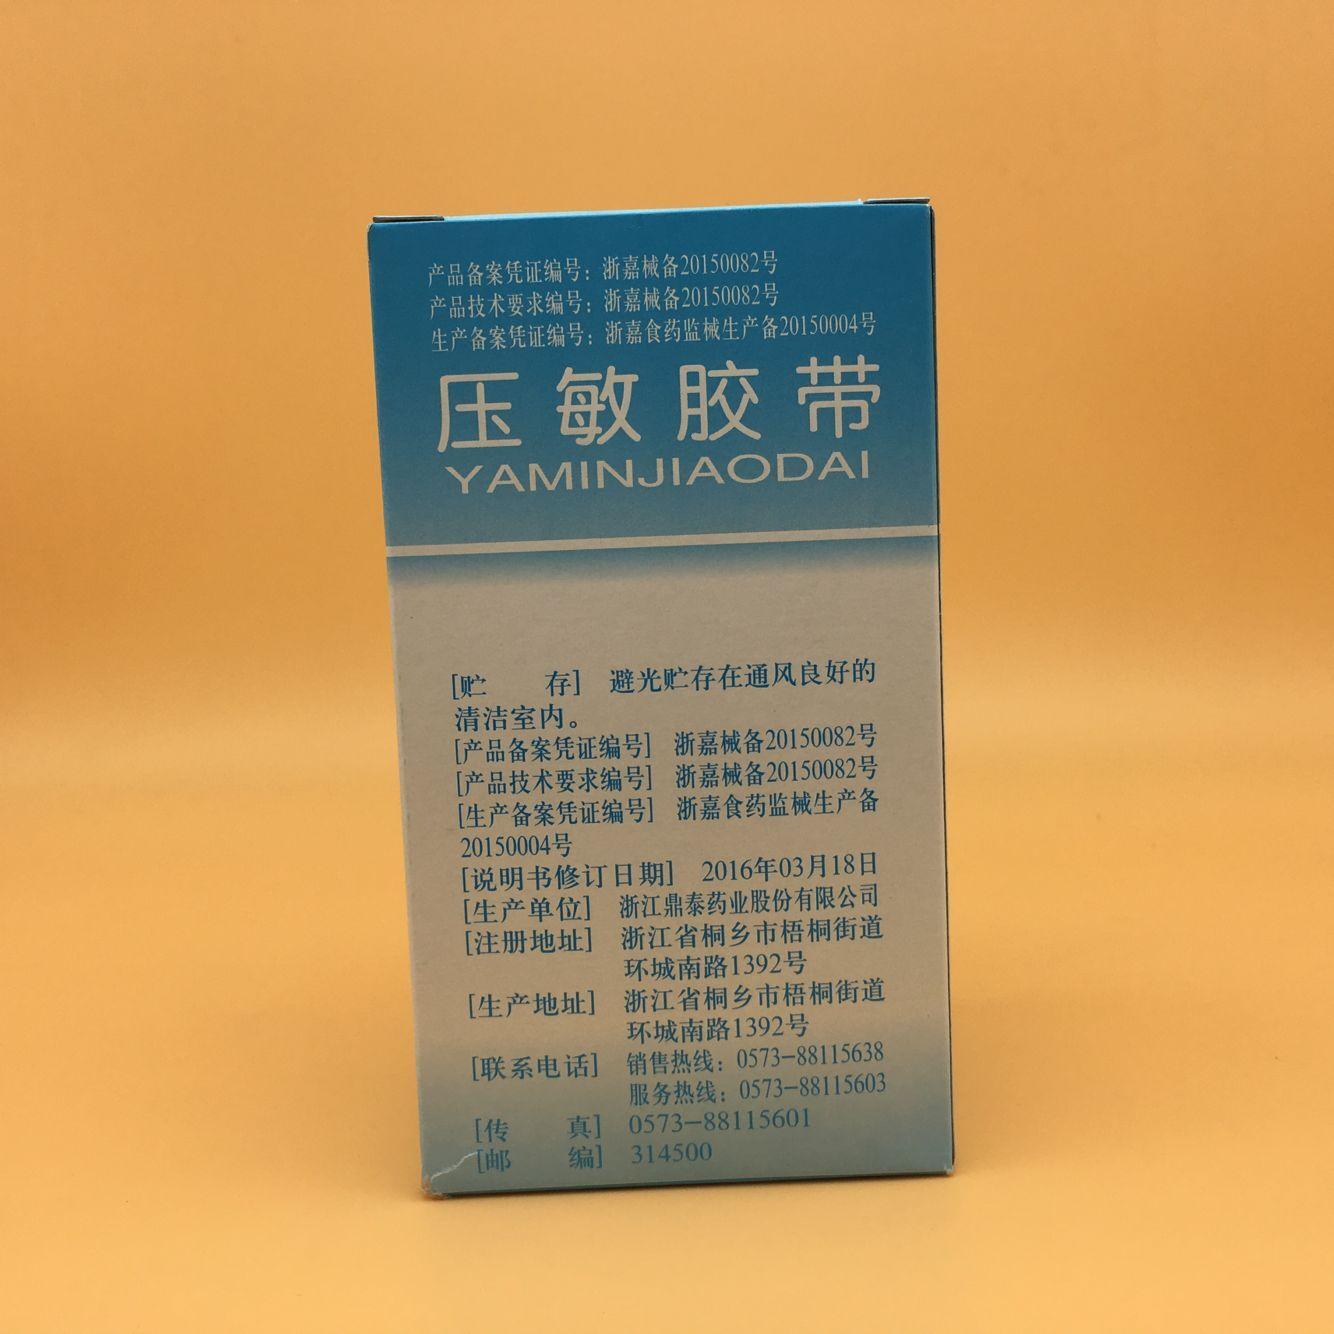 产品备案凭证编号：浙嘉械备20150082号
产品技术要求编号：浙嘉械备20150082号
生产备案凭证编号：浙嘉食药监械生产备20150004号
压敏胶带
YAMINJIAODAI
[贮 存] 避光贮存在通风良好的
清洁室内。
[产品备案凭证编号] 浙嘉械备20150082号
[产品技术要求编号] 浙嘉械备20150082号
[生产备案凭证编号] 浙嘉食药监械生产备
20150004号
[说明书修订日期] 2016年03月18日
[生产单位] 浙江鼎泰药业股份有限公司
[注册地址] 浙江省桐乡市梧桐街道
环城南路1392号
[生产地址] 浙江省桐乡市梧桐街道
环城南路1392号
[联系电话] 销售热线：0573-88115638
服务热线：0573-88115603
[传 真] 0573-88115601
[邮 编] 314500